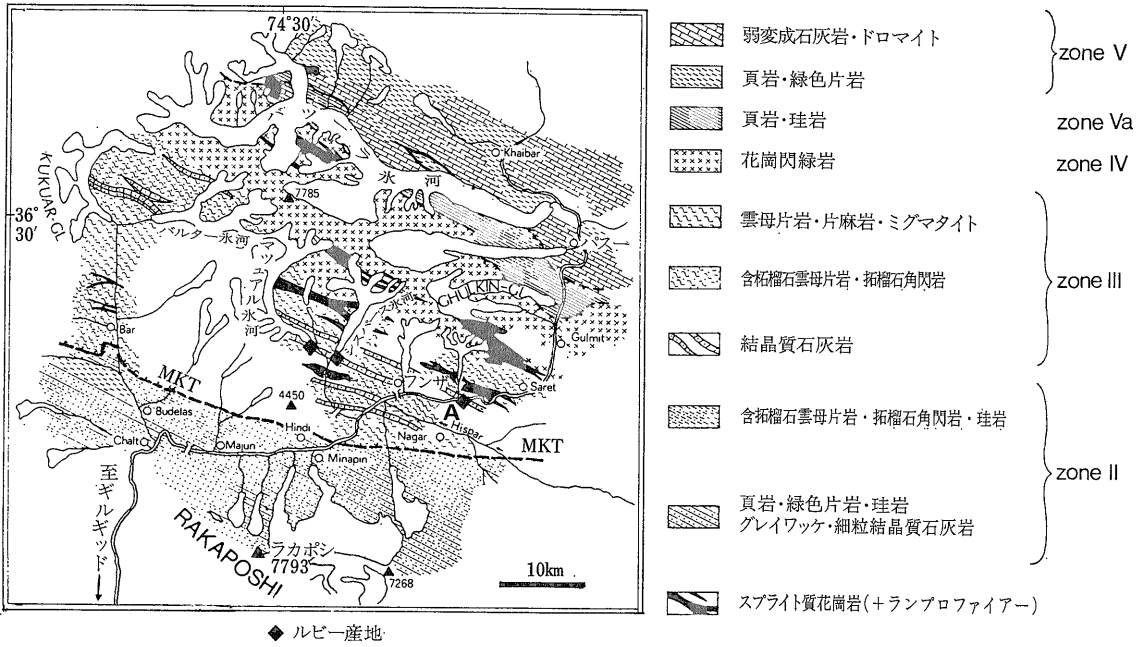 74°30′
36°
30′
KUKUAR-GL
バツーラ
氷河
Khaibar
7785
バルター氷河
マッチュアル氷河
パスー
GHULKIN-GL
Bar
Gulmit
フンザ
Saret
MKT
4450
A
Budelas
Hindi
Hispar
Nagar
Chalt
Majun
MKT
Minapin
至ギルギッド
RAKAPOSHI
ラカポシ
7793
7268
10km
◆ ルビー産地
弱変成石灰岩・ドロマイト
頁岩・緑色片岩
zone V
頁岩・珪岩
zone Va
花崗閃緑岩
zone IV
雲母片岩・片麻岩・ミグマタイト
含柘榴石雲母片岩・拓榴石角閃岩
結晶質石灰岩
zone III
含拓榴石雲母片岩・拓榴石角閃岩・珪岩
頁岩・緑色片岩・珪岩
グレイワッケ・細粒結晶質石灰岩
zone II
スプライト質花崗岩(+ランプロファイアー)